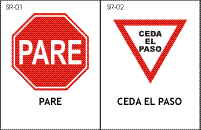 SR-01
PARE
PARE
SR-02
CEDA
EL
PASO
CEDA EL PASO